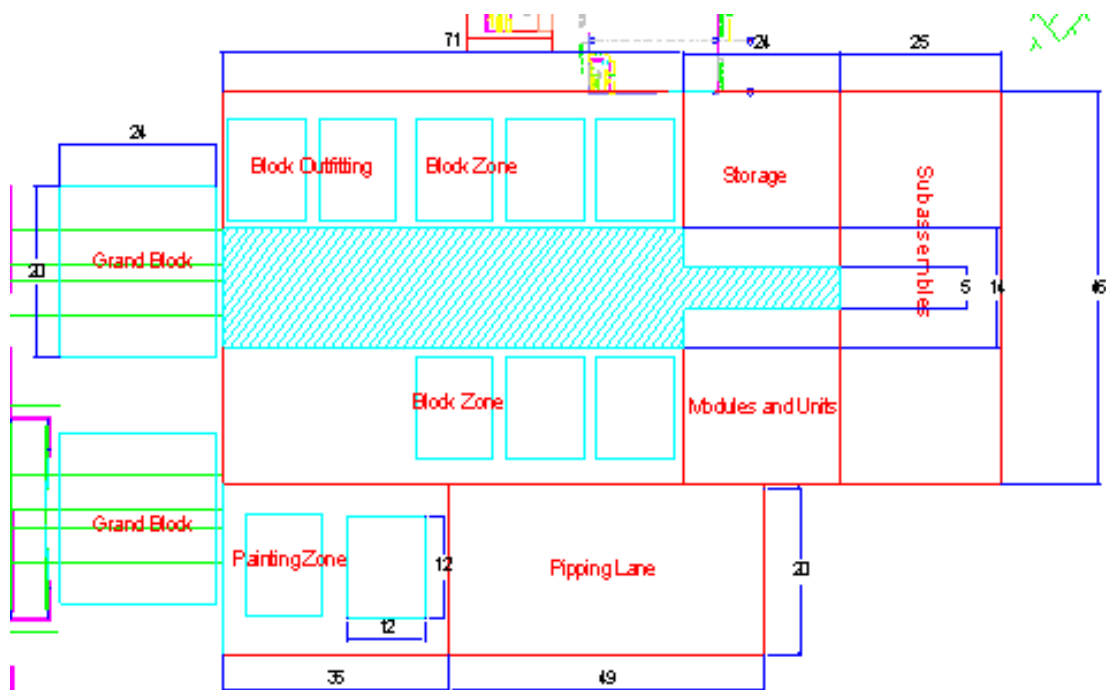 71
24
25
24
Block Outfitting
Block Zone
Storage
Subassembles
Grand Block
20
5
14
46
Block Zone
Modules and Units
Grand Block
Painting Zone
12
Pipping Lane
20
12
35
49